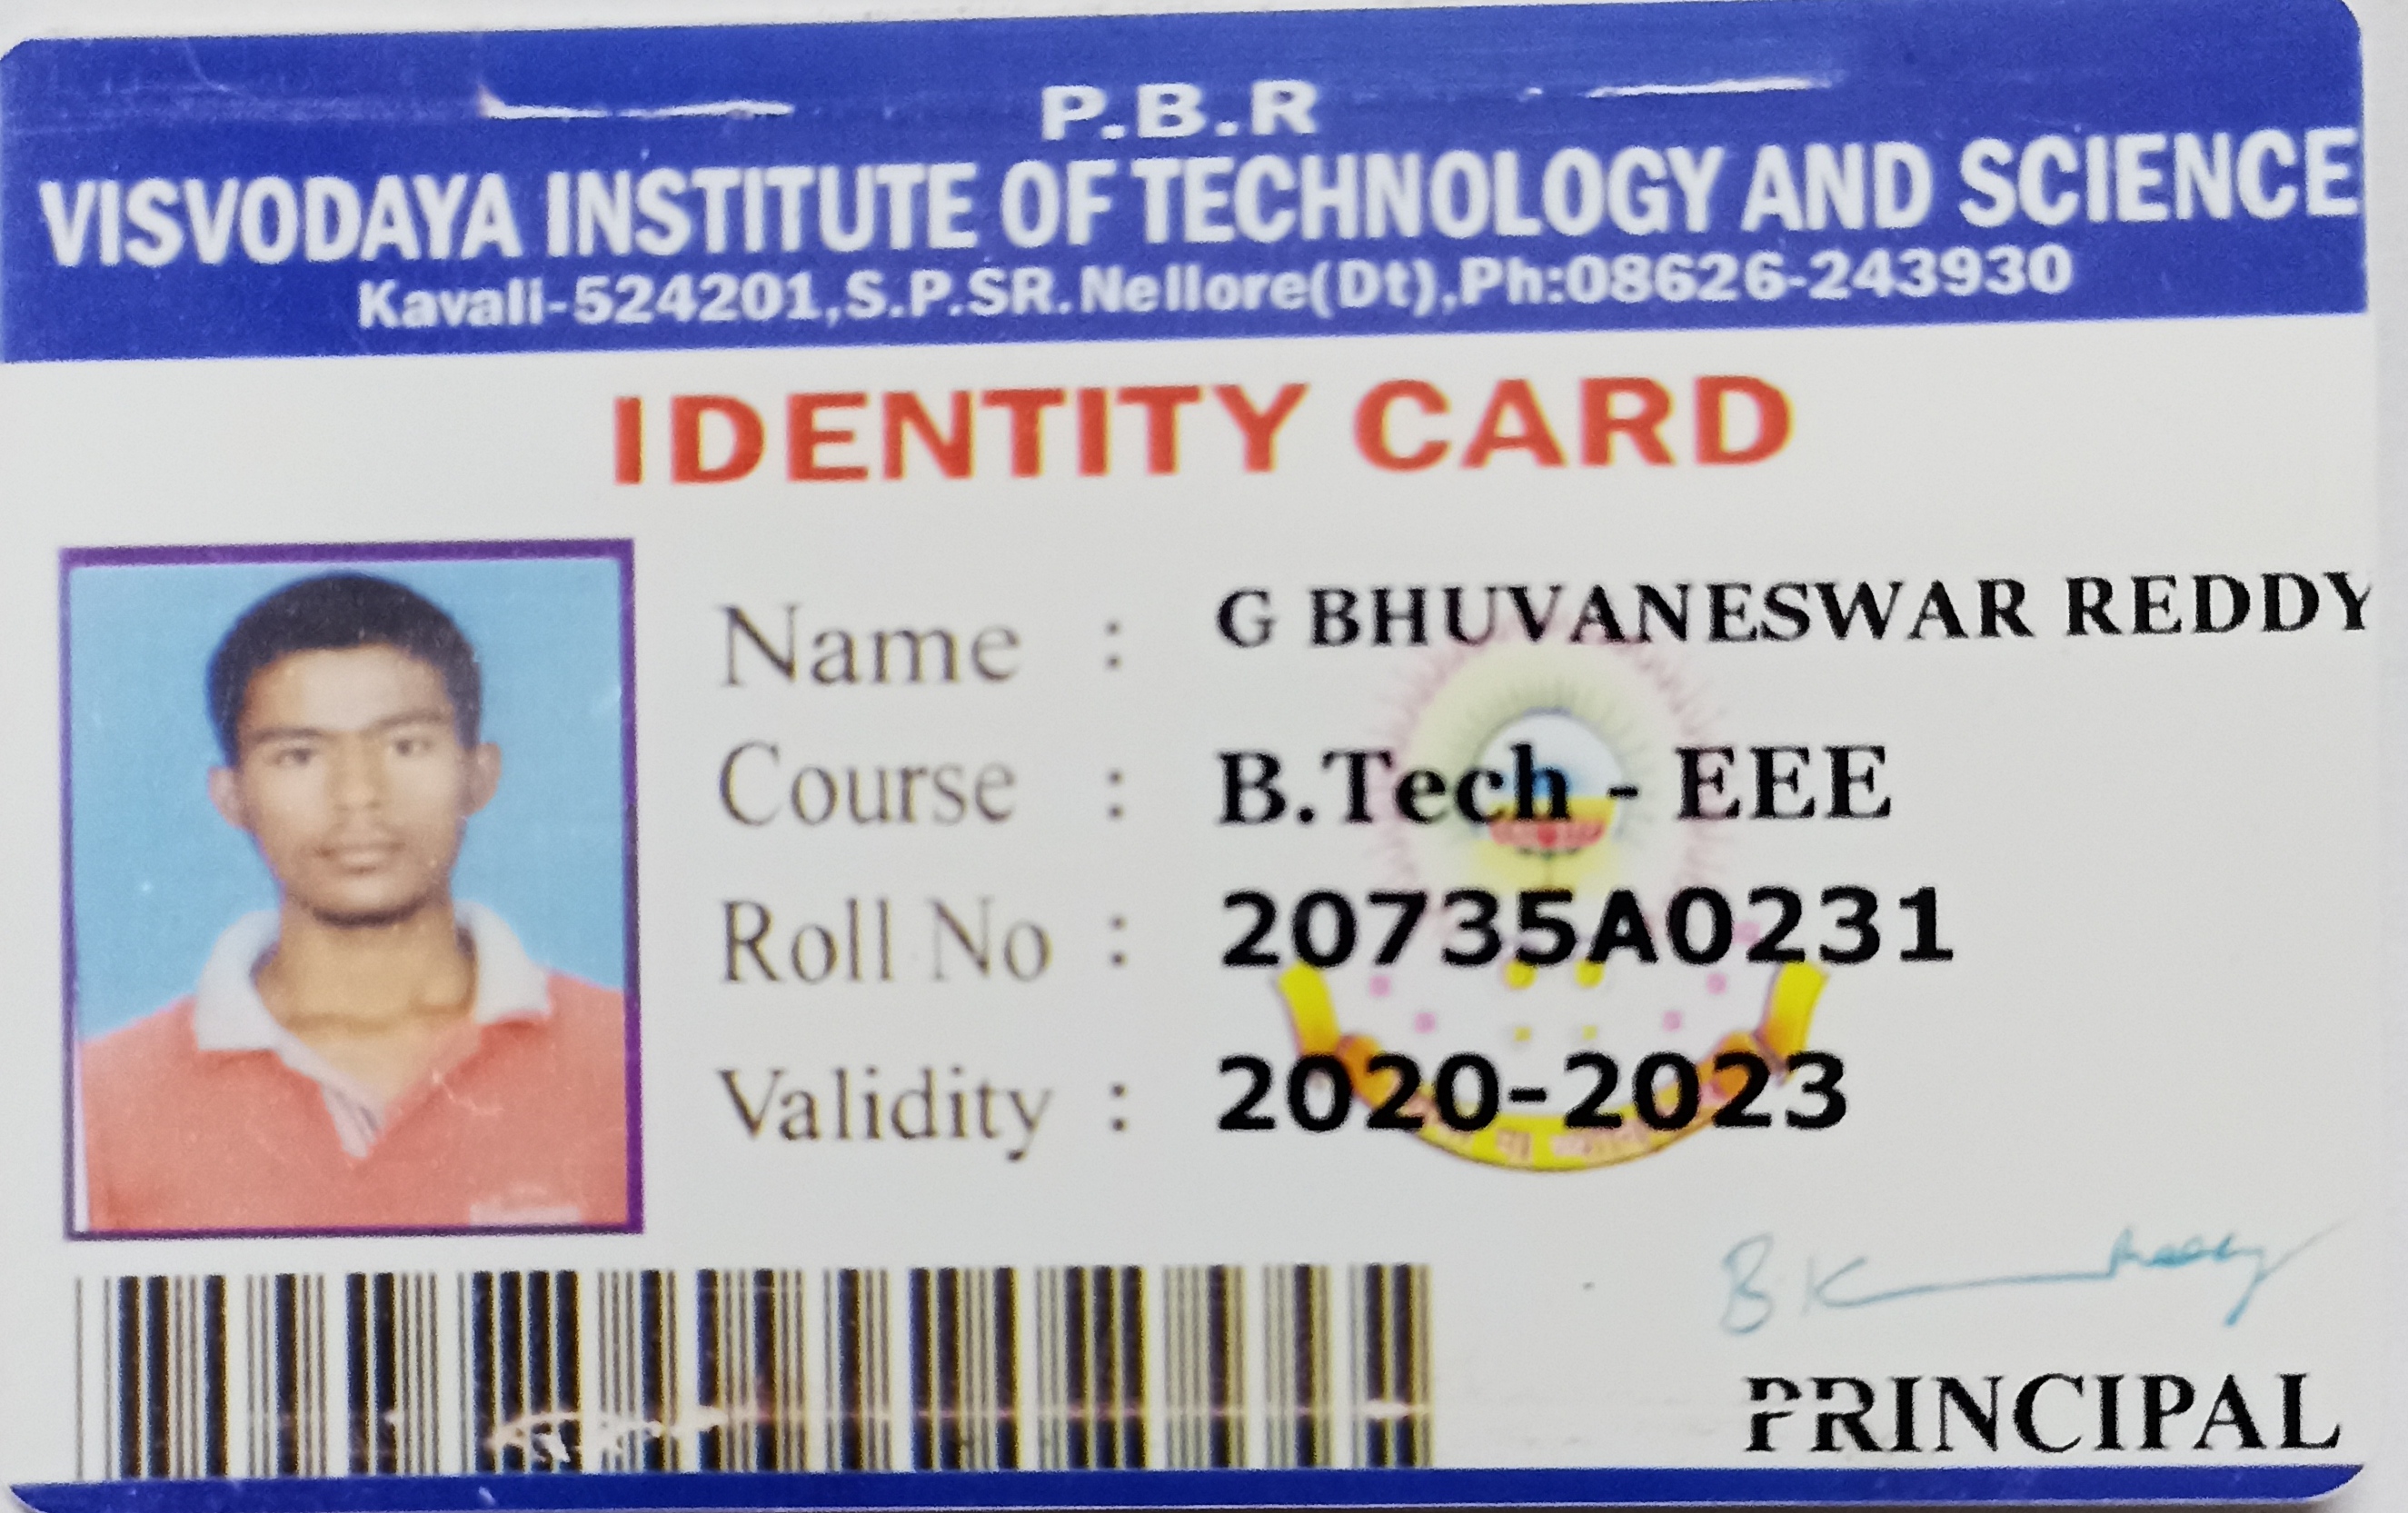 P.B.R
VISVODAYA INSTITUTE OF TECHNOLOGY AND SCIENCE
Kavali-524201,S.P.SR.Nellore(Dt),Ph:08626-243930
IDENTITY CARD
Name : G BHUVANESWAR REDDY
Course : B.Tech - EEE
Roll No : 20735A0231
Validity : 2020-2023
PRINCIPAL